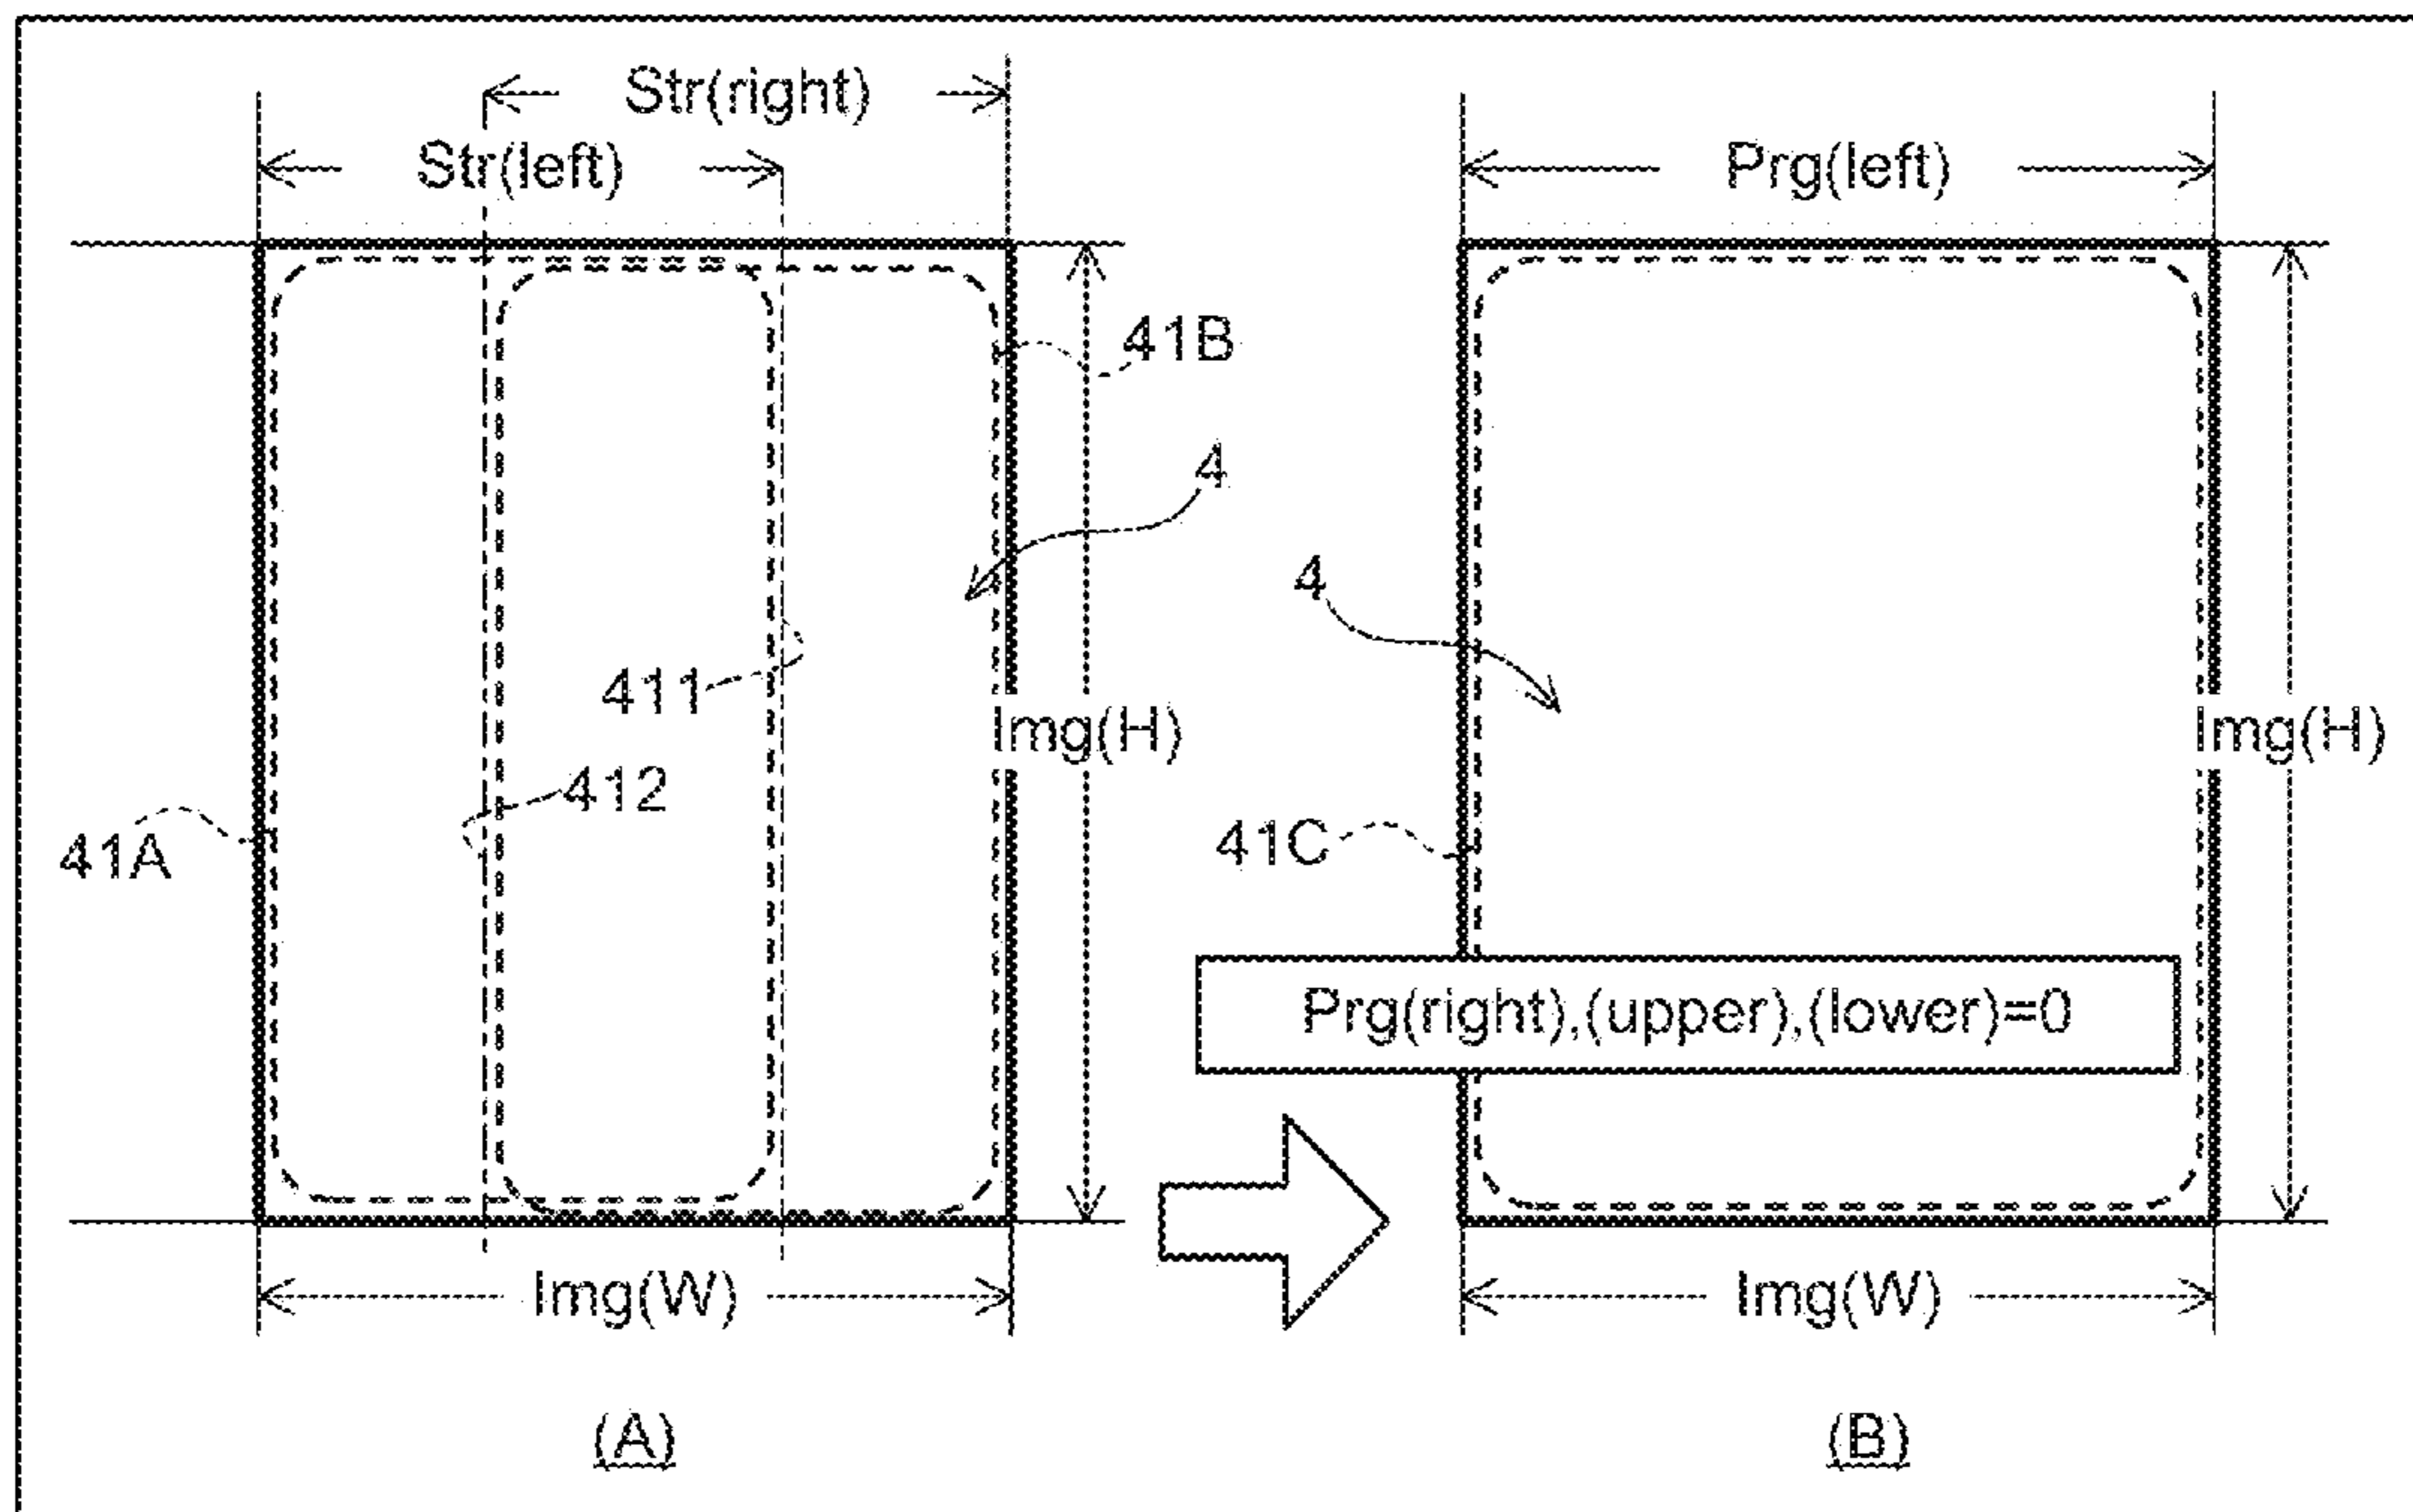 Str(right)
Str(left)
41B
4
411
Img(H)
412
41A
Img(W)
(A)
Prg(left)
4
Img(H)
41C
Prg(right),(upper),(lower)=0
Img(W)
(B)